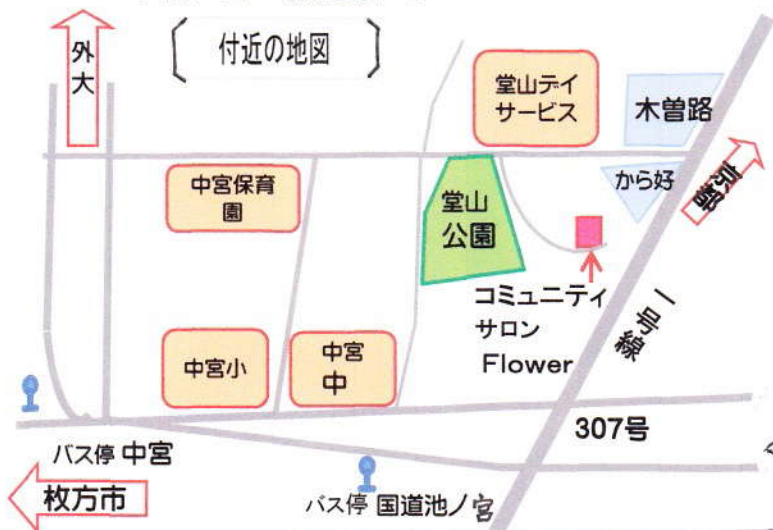 付近の地図
外
大
堂山デイ
サービス
木曽路
から好
京都
中宮保育
園
堂山
公園
コミュニティ
サロン
Flower
一号線
中宮小
中宮
中
307号
バス停 中宮
枚方市
バス停 国道池ノ宮